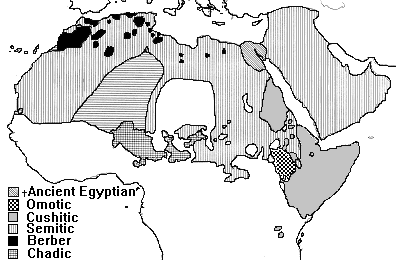 †Ancient Egyptian
Omotic
Cushitic
Semitic
Berber
Chadic